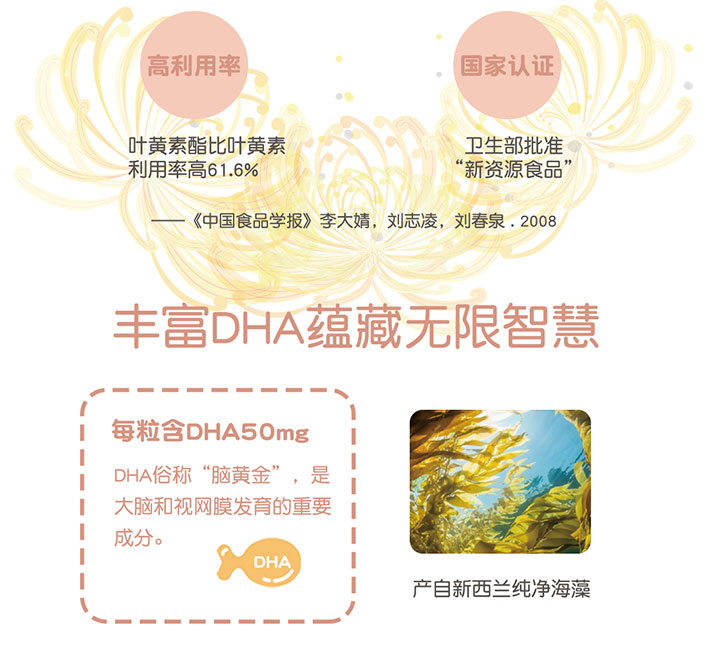 高利用率
国家认证
叶黄素酯比叶黄素
利用率高61.6%
卫生部批准
“新资源食品”
——《中国食品学报》李大婧，刘志凌，刘春泉．2008
丰富DHA蕴藏无限智慧
每粒含DHA50mg
DHA俗称“脑黄金”，是
大脑和视网膜发育的重要
成分。
DHA
产自新西兰纯净海藻